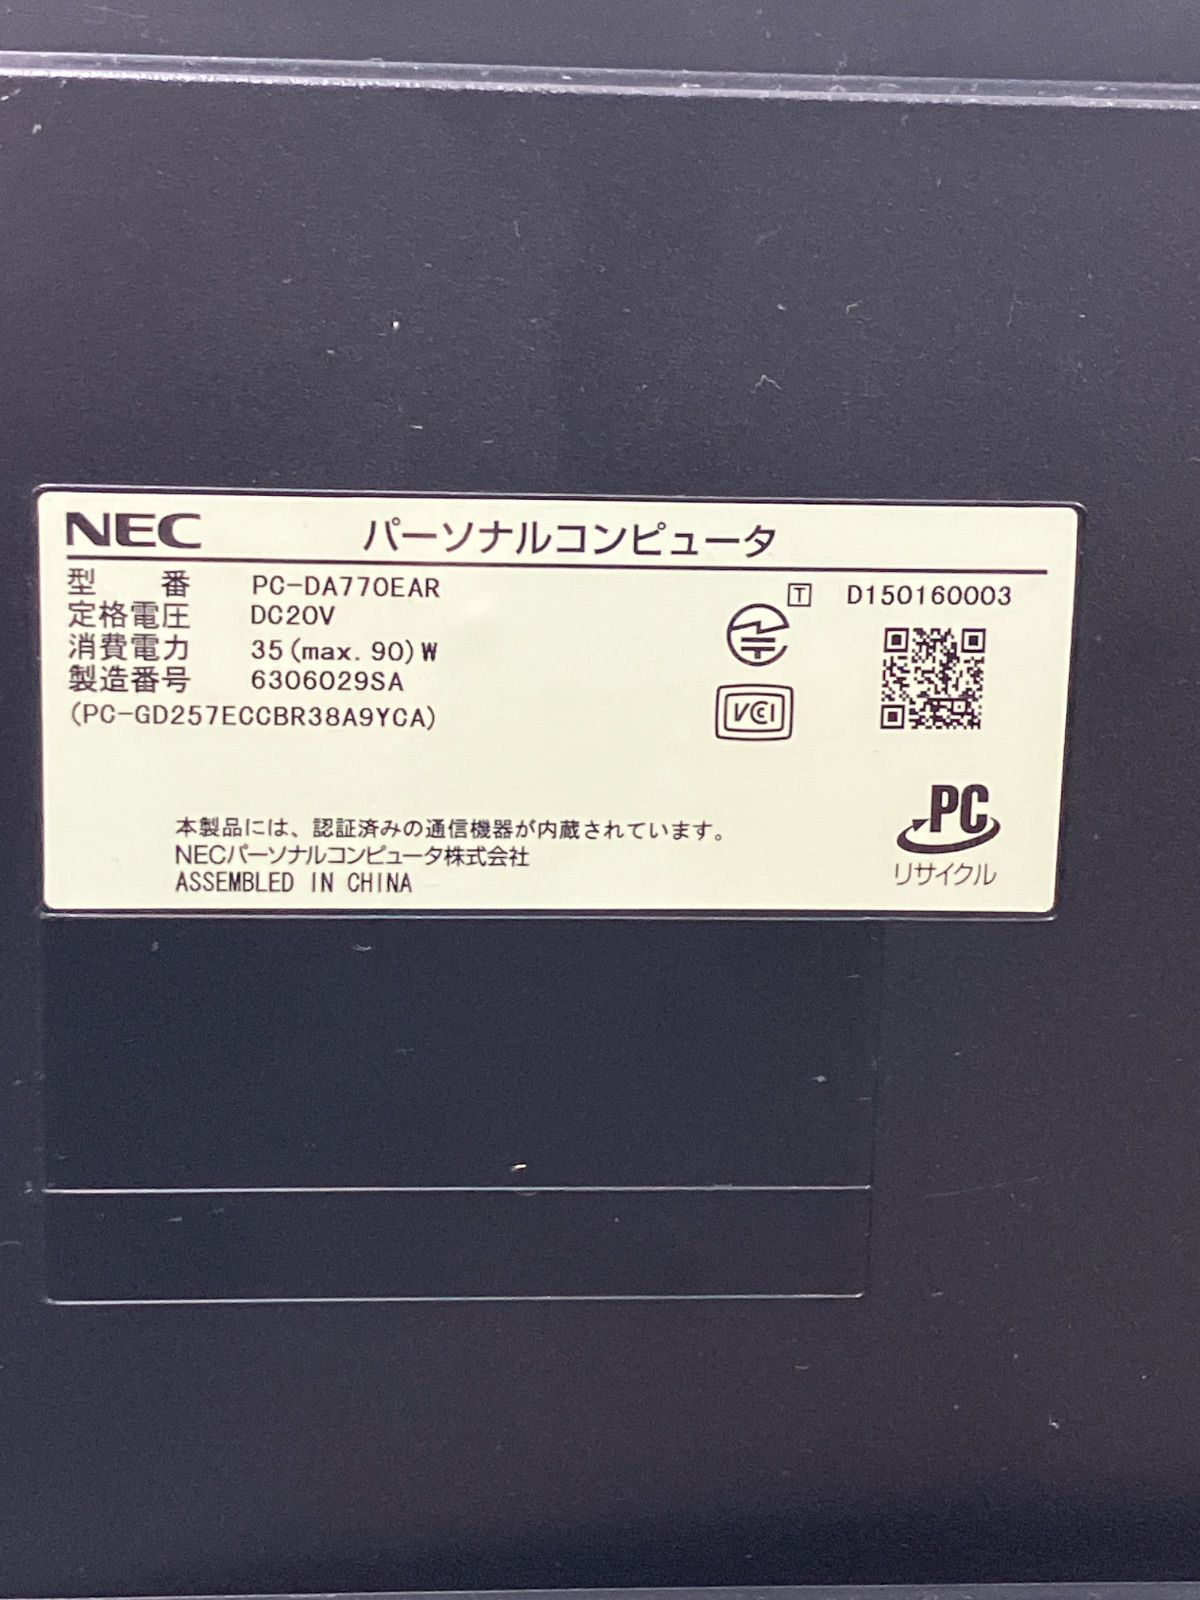 NEC パーソナルコンピュータ
型 番 PC-DA770EAR
定格電圧 DC20V
消費電力 35(max. 90)W
製造番号 6306029SA
(PC-GD257ECCBR38A9YCA)
T D150160003
VCI
PC
リサイクル
本製品には、認証済みの通信機器が内蔵されています。
NECパーソナルコンピュータ株式会社
ASSEMBLED IN CHINA